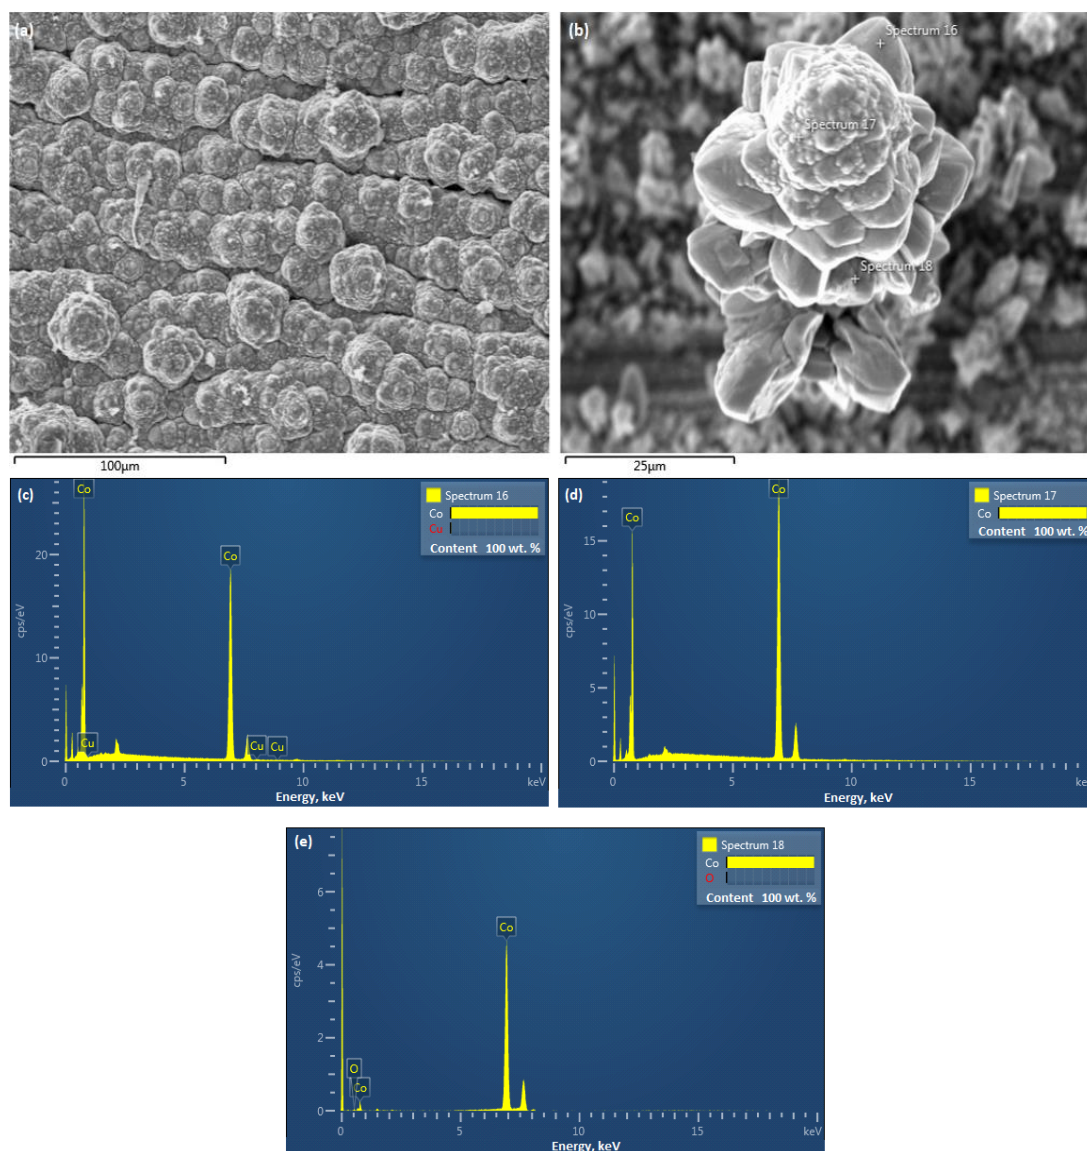 (a)
100µm
(b)
Spectrum 16
Spectrum 17
Spectrum 18
25µm
(c)
Co
Co
Cu
Cu
Cu
Spectrum 16
Co
Cu
Content 100 wt. %
cps/eV
20
10
0
0
5
10
15
keV
Energy, keV
(d)
Co
Co
Spectrum 17
Co
Content 100 wt. %
cps/eV
15
10
5
0
0
5
10
15
ke
Energy, keV
(e)
O
Co
Co
Spectrum 18
Co
O
Content 100 wt. %
cps/eV
6
4
2
0
0
5
10
15
keV
Energy, keV